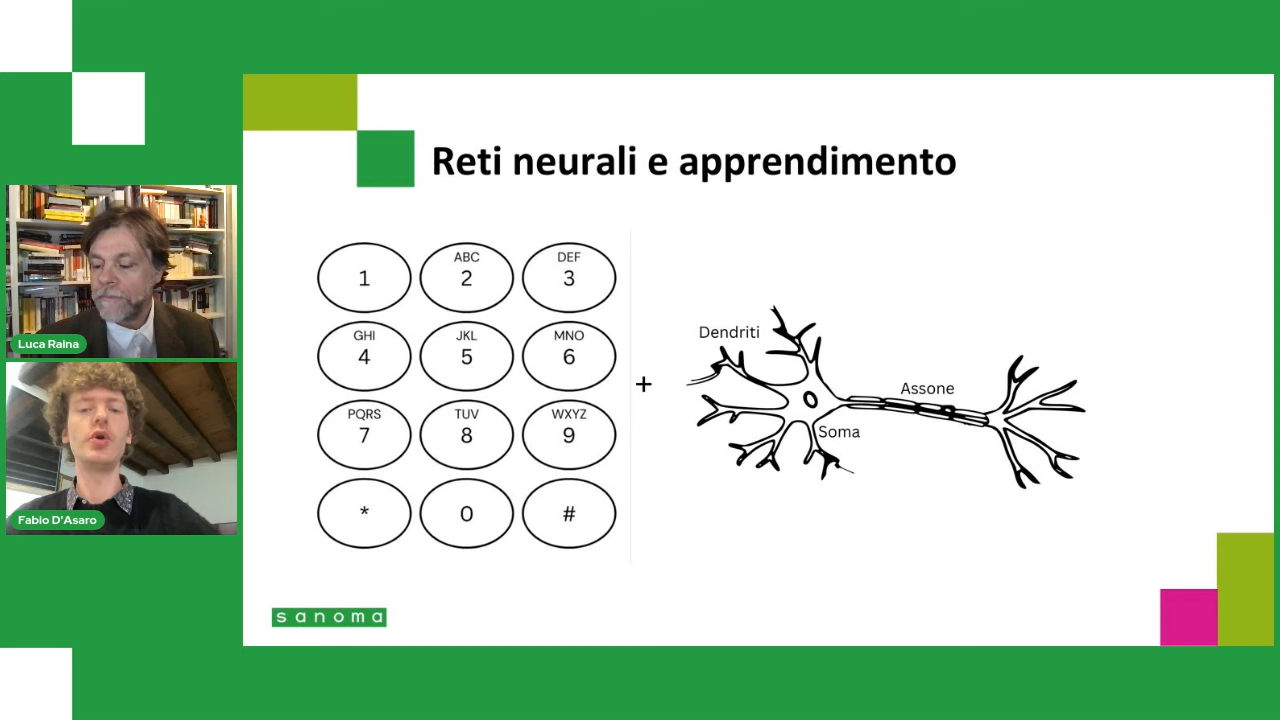 Reti neurali e apprendimento
1
ABC
2
DEF
3
GHI
4
JKL
5
MNO
6
PQRS
7
TUV
8
WXYZ
9
*
0
#
+
Dendriti
Assone
Soma
Luca Raina
Fabio D'Asaro
sanoma